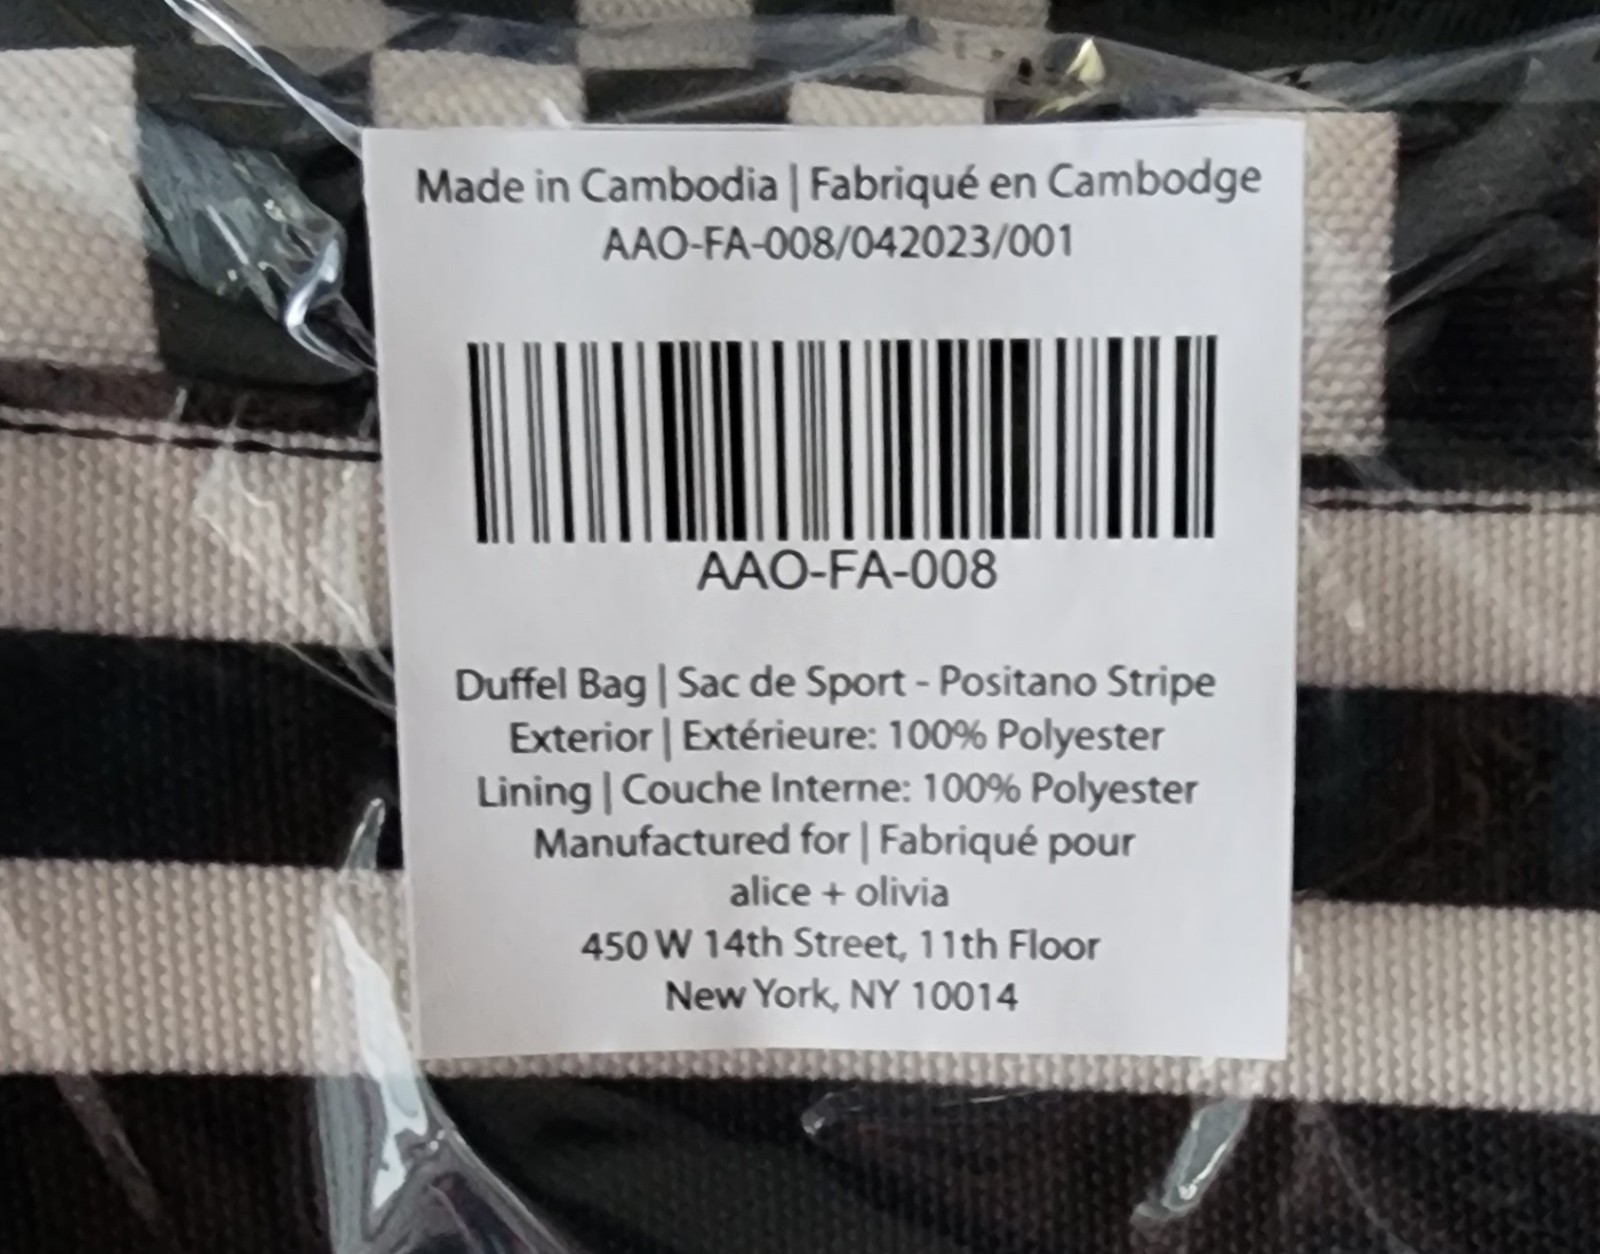 Made in Cambodia | Fabriqué en Cambodge
AAO-FA-008/042023/001
AAO-FA-008
Duffel Bag | Sac de Sport - Positano Stripe
Exterior | Extérieure: 100% Polyester
Lining | Couche Interne: 100% Polyester
Manufactured for | Fabriqué pour
alice + olivia
450 W 14th Street, 11th Floor
New York, NY 10014